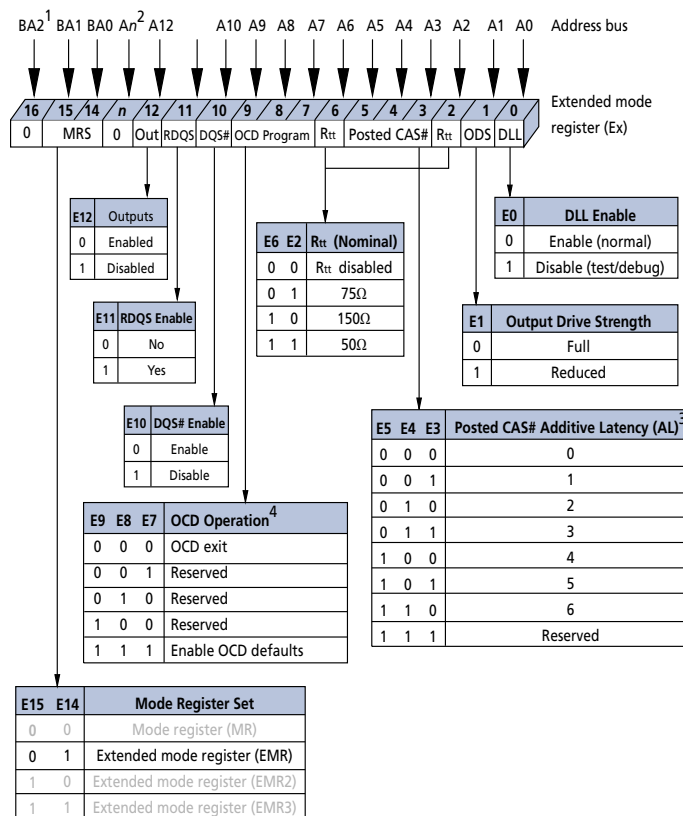 BA2¹ BA1 BA0 An² A12 A10 A9 A8 A7 A6 A5 A4 A3 A2 A1 A0 Address bus
16 15 14 n 12 11 10 9 8 7 6 5 4 3 2 1 0
Extended mode
register (Ex)
0 MRS 0 Out RDQS DQS# OCD Program Rtt Posted CAS# Rtt ODS DLL
E12 Outputs
0 Enabled
1 Disabled
E11 RDQS Enable
0 No
1 Yes
E10 DQS# Enable
0 Enable
1 Disable
E6 E2 Rtt (Nominal)
0 0 Rtt disabled
0 1 75Ω
1 0 150Ω
1 1 50Ω
E0 DLL Enable
0 Enable (normal)
1 Disable (test/debug)
E1 Output Drive Strength
0 Full
1 Reduced
E5 E4 E3 Posted CAS# Additive Latency (AL)³
0 0 0 0
0 0 1 1
0 1 0 2
0 1 1 3
1 0 0 4
1 0 1 5
1 1 0 6
1 1 1 Reserved
E9 E8 E7 OCD Operation⁴
0 0 0 OCD exit
0 0 1 Reserved
0 1 0 Reserved
1 0 0 Reserved
1 1 1 Enable OCD defaults
E15 E14 Mode Register Set
0 0 Mode register (MR)
0 1 Extended mode register (EMR)
1 0 Extended mode register (EMR2)
1 1 Extended mode register (EMR3)